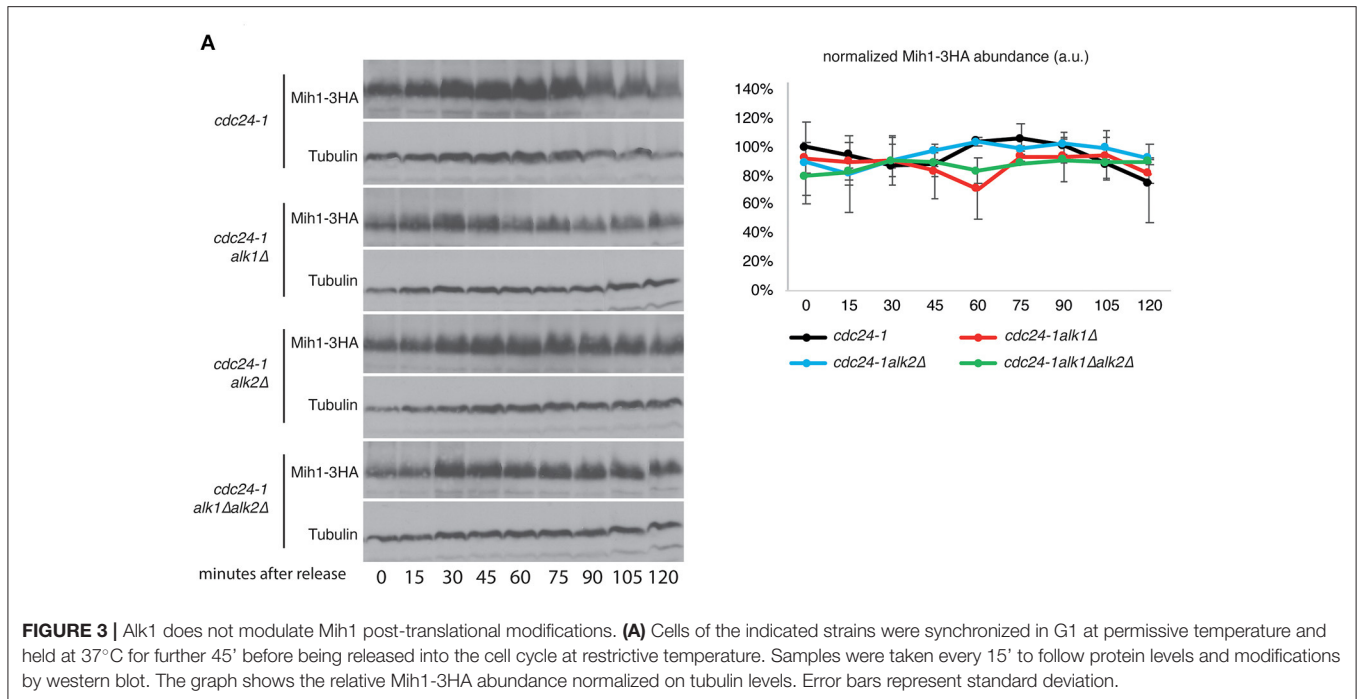 A
cdc24-1
Mih1-3HA
Tubulin
cdc24-1
alk1Δ
Mih1-3HA
Tubulin
cdc24-1
alk2Δ
Mih1-3HA
Tubulin
cdc24-1
alk1Δalk2Δ
Mih1-3HA
Tubulin
minutes after release 0 15 30 45 60 75 90 105 120
normalized Mih1-3HA abundance (a.u.)
140%
120%
100%
80%
60%
40%
20%
0%
0 15 30 45 60 75 90 105 120
cdc24-1 cdc24-1alk1Δ
cdc24-1alk2Δ cdc24-1alk1Δalk2Δ
FIGURE 3 | Alk1 does not modulate Mih1 post-translational modifications. (A) Cells of the indicated strains were synchronized in G1 at permissive temperature and
held at 37°C for further 45’ before being released into the cell cycle at restrictive temperature. Samples were taken every 15’ to follow protein levels and modifications
by western blot. The graph shows the relative Mih1-3HA abundance normalized on tubulin levels. Error bars represent standard deviation.